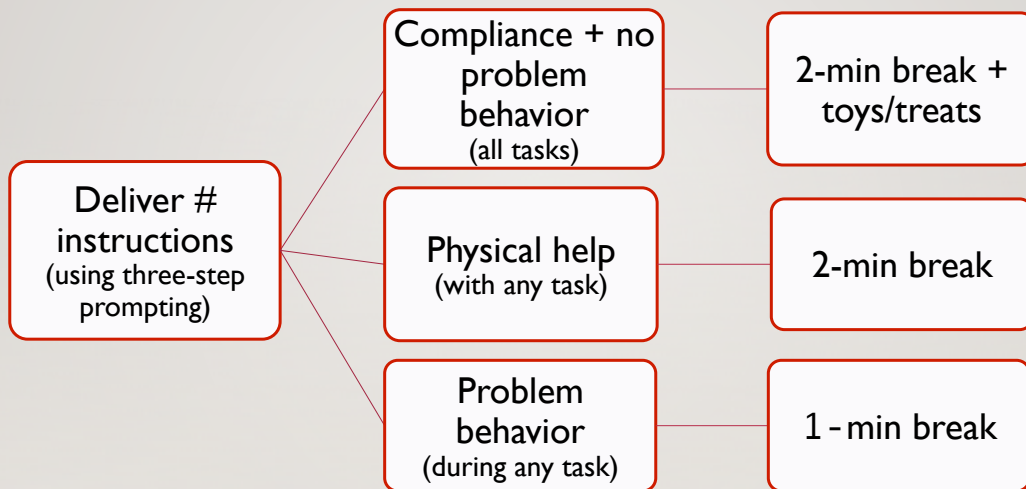 Deliver #
instructions
(using three-step
prompting)
Compliance + no
problem
behavior
(all tasks)
2-min break +
toys/treats
Physical help
(with any task)
2-min break
Problem
behavior
(during any task)
1-min break